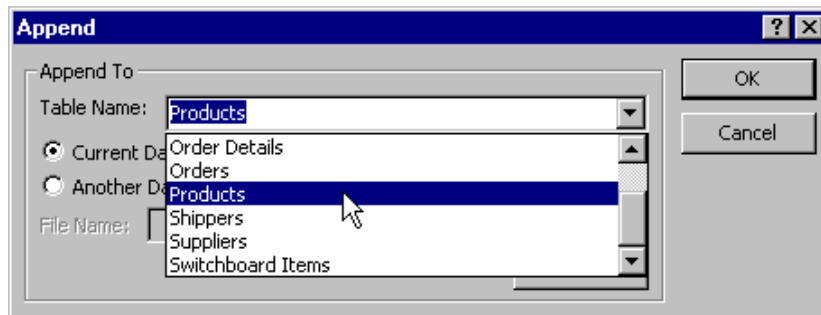 Append
Append To
OK
Table Name: Products
Cancel
Current Da
Order Details
Orders
Another Da
Products
Shippers
File Name:
Suppliers
Switchboard Items